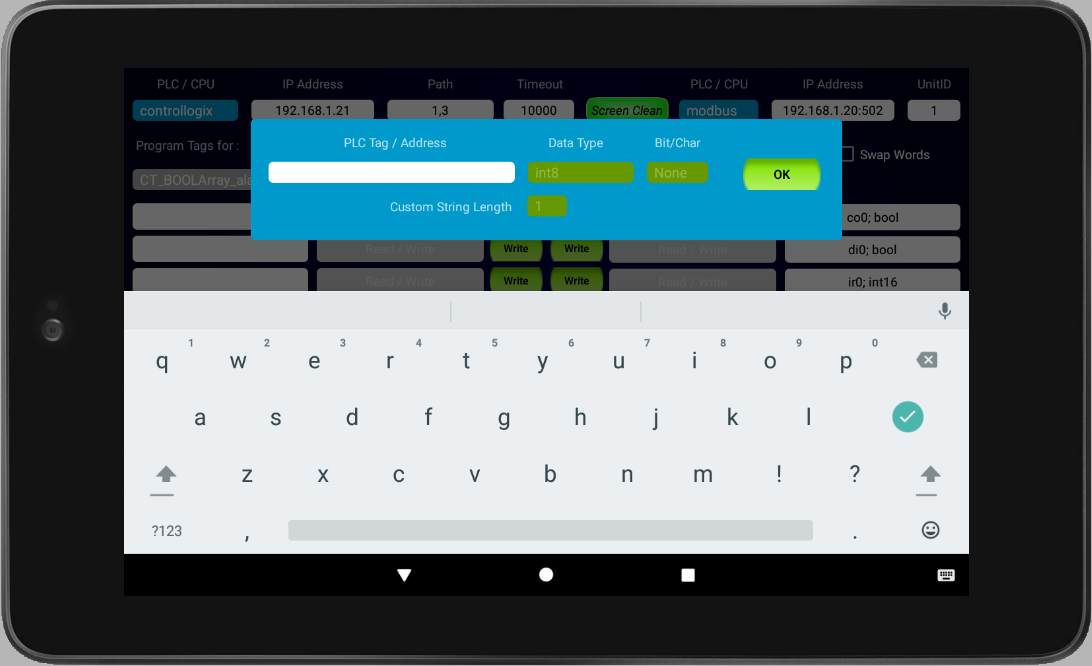 PLC / CPU IP Address Path Timeout PLC / CPU IP Address UnitID
controllogix 192.168.1.21 1,3 10000 Screen Clean modbus 192.168.1.20:502 1
Program Tags for :
PLC Tag / Address Data Type Bit/Char
Swap Words
int8 None OK
CT_BOOLArray_ala
Custom String Length 1
co0; bool
Read / Write Write Write Read / Write di0; bool
Read / Write Write Write Read / Write ir0; int16
q 1 w 2 e 3 r 4 t 5 y 6 u 7 i 8 o 9 p 0
a s d f g h j k l
z x c v b n m ! ?
?123 , .